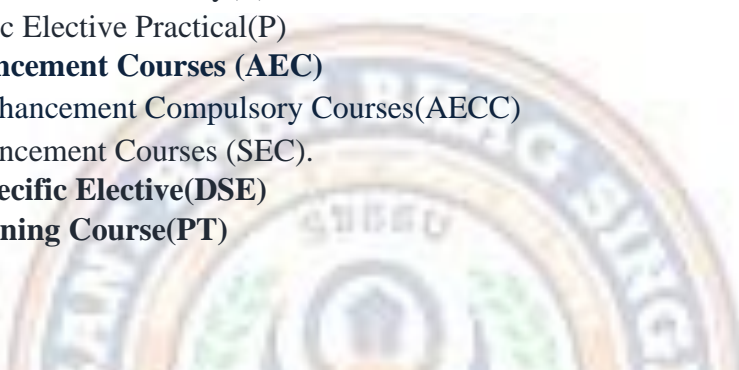 c Elective Practical(P)
ncement Courses (AEC)
hancement Compulsory Courses(AECC)
ncement Courses (SEC).
ecific Elective(DSE)
ning Course(PT)